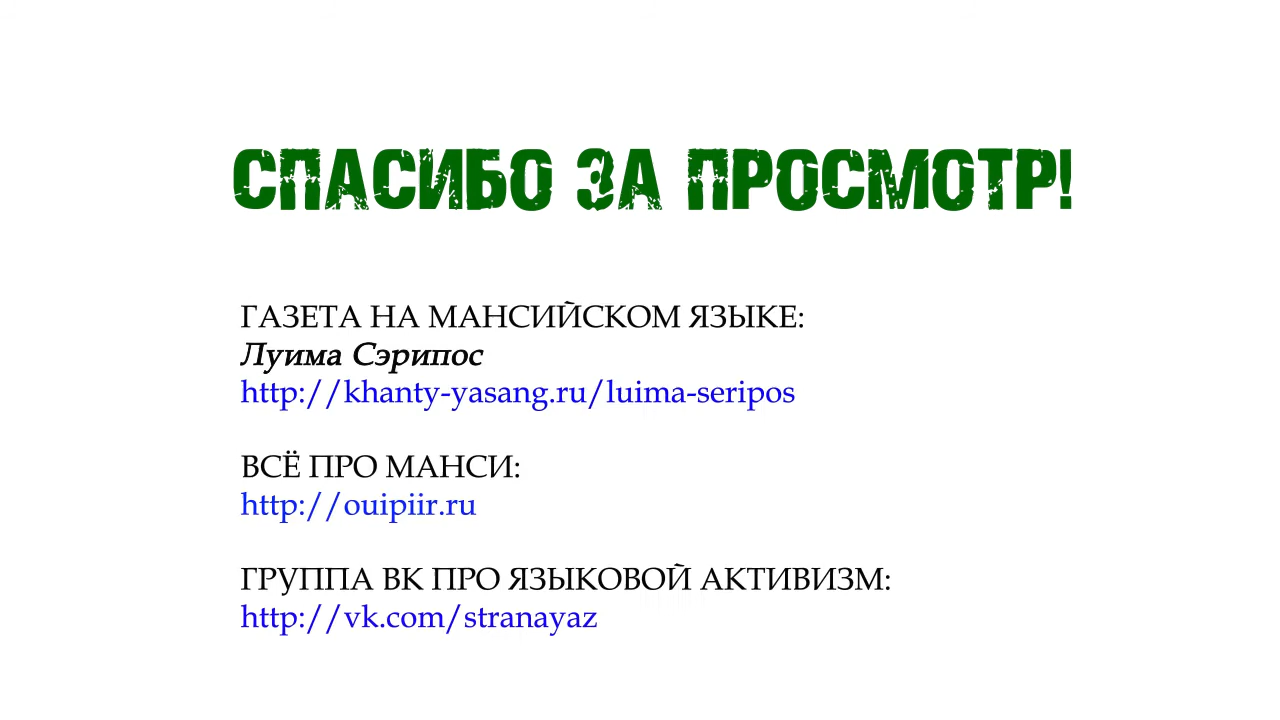 СПАСИБО ЗА ПРОСМОТР!
ГАЗЕТА НА МАНСИЙСКОМ ЯЗЫКЕ:
Луима Сэрипос
http://khanty-yasang.ru/luima-seripos
ВСЁ ПРО МАНСИ:
http://ouipiir.ru
ГРУППА ВК ПРО ЯЗЫКОВОЙ АКТИВИЗМ:
http://vk.com/stranayaz